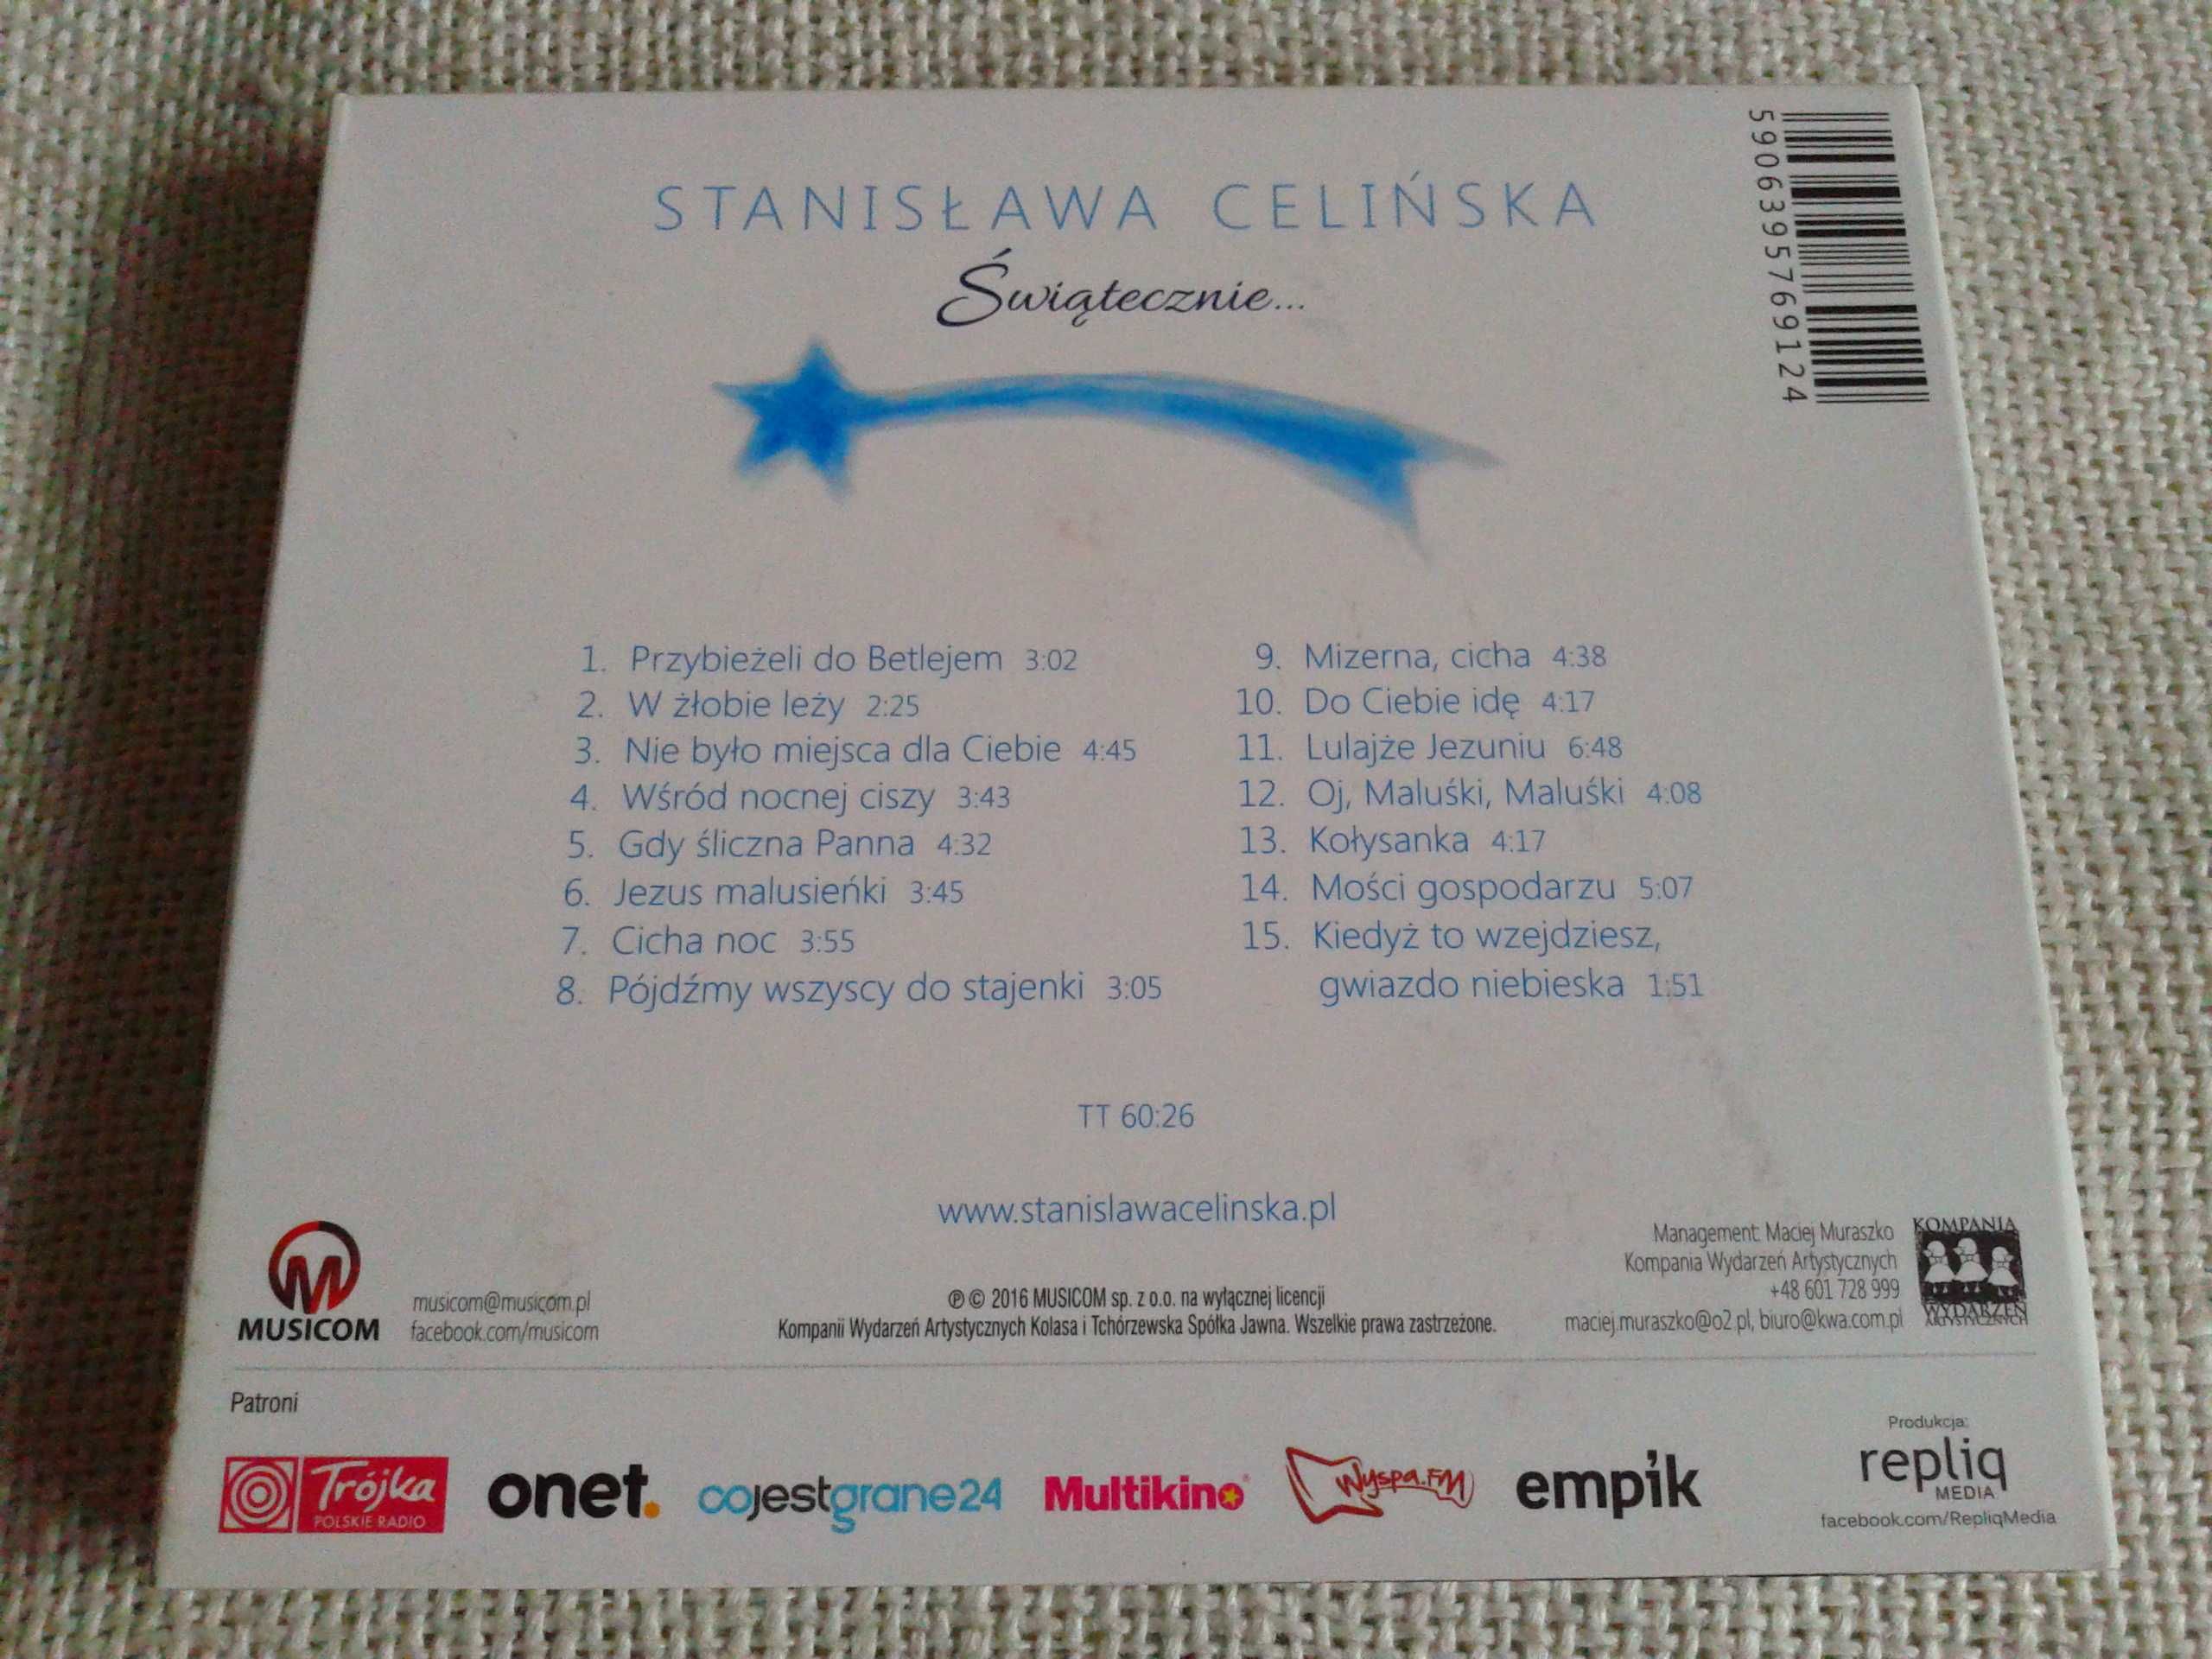 STANISŁAWA CELIŃSKA
Świątecznie...
5906395769124
1. Przybieżeli do Betlejem 3:02
2. W żłobie leży 2:25
3. Nie było miejsca dla Ciebie 4:45
4. Wśród nocnej ciszy 3:43
5. Gdy śliczna Panna 4:32
6. Jezus malusieńki 3:45
7. Cicha noc 3:55
8. Pójdźmy wszyscy do stajenki 3:05
9. Mizerna, cicha 4:38
10. Do Ciebie idę 4:17
11. Lulajże Jezuniu 6:48
12. Oj, Maluśki, Maluśki 4:08
13. Kołysanka 4:17
14. Mości gospodarzu 5:07
15. Kiedyż to wzejdziesz,
gwiazdo niebieska 1:51
TT 60:26
www.stanislawacelinska.pl
MUSICOM
musicom@musicom.pl
facebook.com/musicom
℗ © 2016 MUSICOM sp. z o.o. na wyłącznej licencji
Kompanii Wydarzeń Artystycznych Kolasa i Tchórzewska Spółka Jawna. Wszelkie prawa zastrzeżone.
Management: Maciej Muraszko
Kompania Wydarzeń Artystycznych
+48 601 728 999
maciej.muraszko@o2.pl, biuro@kwa.com.pl
KOMPANIA
WYDARZEŃ
ARTYSTYCZNYCH
Patroni
Trójka
POLSKIE RADIO
onet.
cojestgrane24
Multikino
Wyspa.FM
empik
Produkcja:
repliq
MEDIA
facebook.com/RepliqMedia